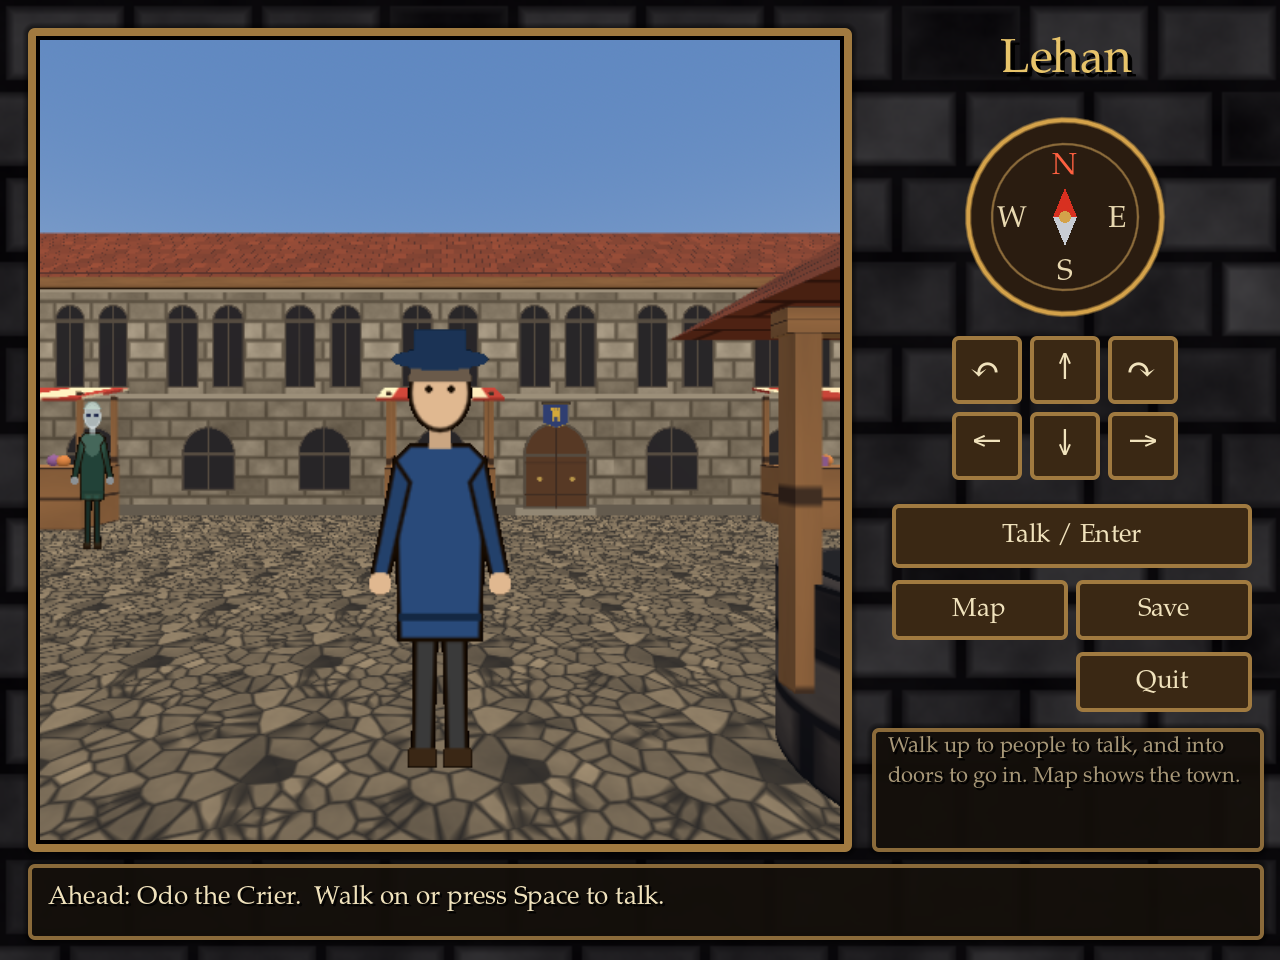 Lehan
N
W
E
S
Talk / Enter
Map
Save
Quit
Walk up to people to talk, and into
doors to go in. Map shows the town.
Ahead: Odo the Crier.  Walk on or press Space to talk.